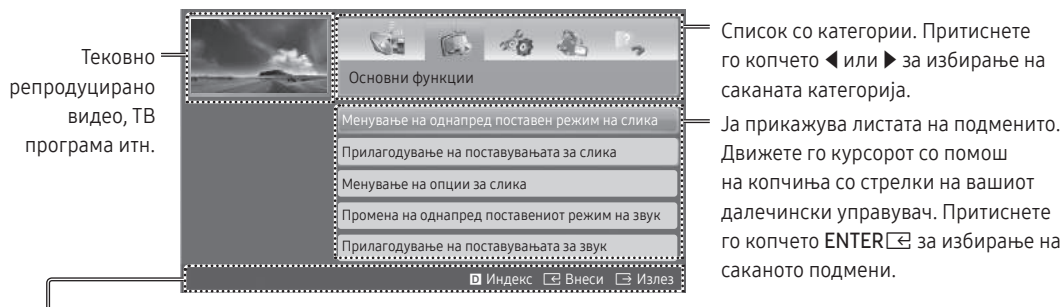 Тековно
репродуцирано
видео, ТВ
програма итн.
Основни функции
Менување на однапред поставен режим на слика
Прилагодување на поставувањата за слика
Менување на опции за слика
Промена на однапред поставениот режим на звук
Прилагодување на поставувањата за звук
D Индекс Внеси Излез
Список со категории. Притиснете
го копчето ◀ или ▶ за избирање на
саканата категорија.
Ја прикажува листата на подменито.
Движете го курсорот со помош
на копчиња со стрелки на вашиот
далечински управувач. Притиснете
го копчето ENTER за избирање на
саканото подмени.